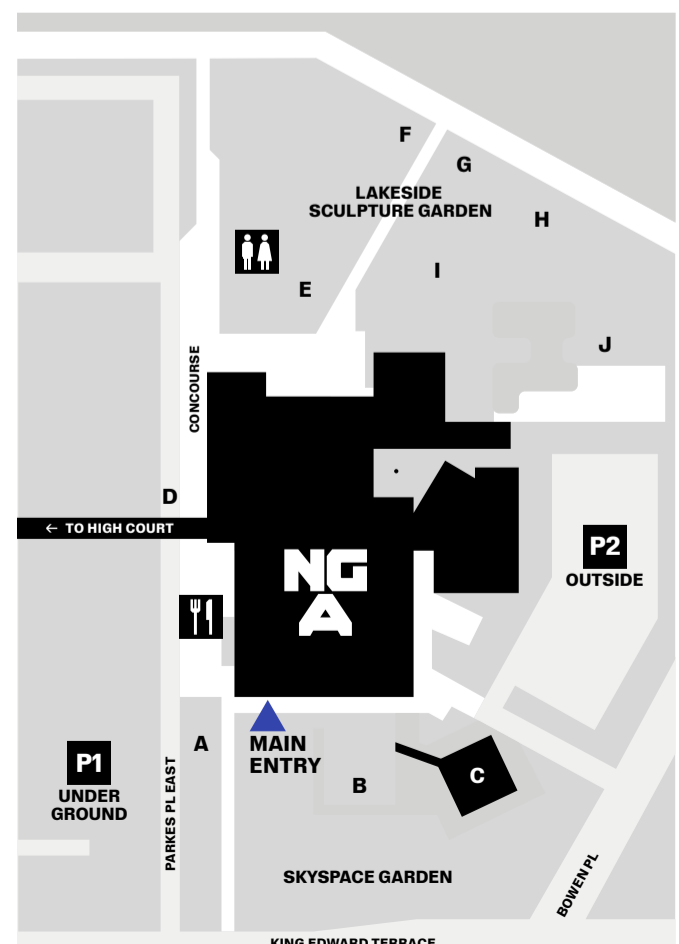 F
G
LAKESIDE
SCULPTURE GARDEN
H
I
E
J
CONCOURSE
D
← TO HIGH COURT
NG
A
P2
OUTSIDE
A
MAIN
ENTRY
P1
UNDER
GROUND
B
C
PARKES PL EAST
SKYSPACE GARDEN
BOWEN PL
KING EDWARD TERRACE